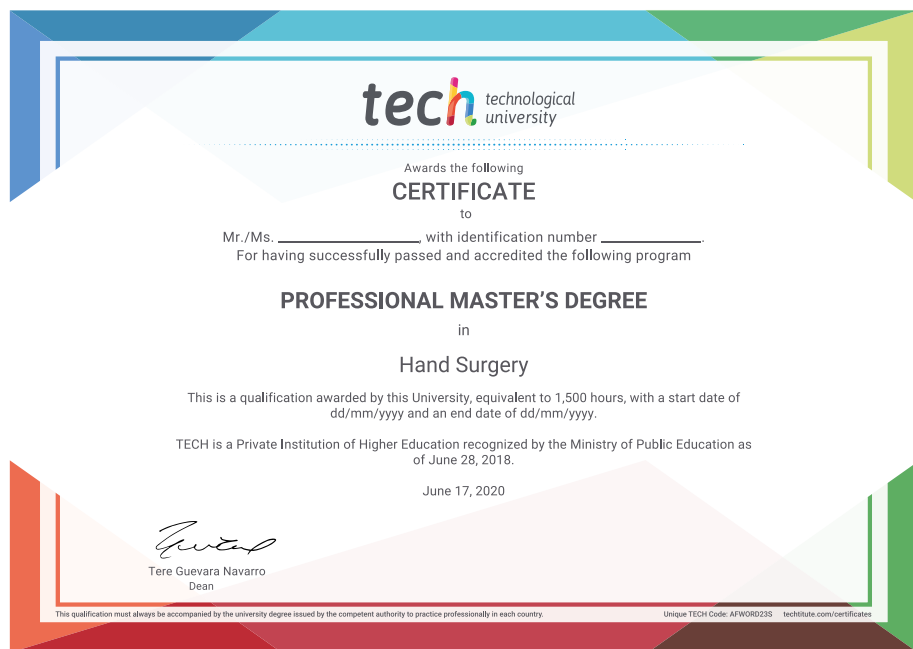 tech technological
university
Awards the following
CERTIFICATE
to
Mr./Ms. ____________________, with identification number ______________.
For having successfully passed and accredited the following program
PROFESSIONAL MASTER'S DEGREE
in
Hand Surgery
This is a qualification awarded by this University, equivalent to 1,500 hours, with a start date of
dd/mm/yyyy and an end date of dd/mm/yyyy.
TECH is a Private Institution of Higher Education recognized by the Ministry of Public Education as
of June 28, 2018.
June 17, 2020
Tere Guevara Navarro
Dean
This qualification must always be accompanied by the university degree issued by the competent authority to practice professionally in each country. Unique TECH Code: AFWORD23S techtitute.com/certificates